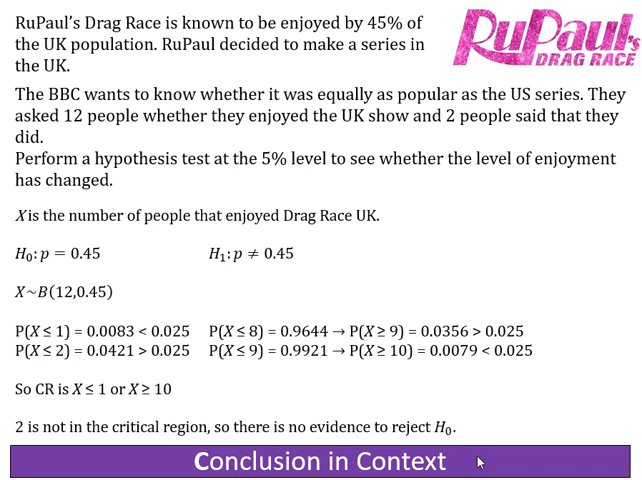 RuPaul's Drag Race is known to be enjoyed by 45% of
the UK population. RuPaul decided to make a series in
the UK.
RuPaul's
DRAG RACE
The BBC wants to know whether it was equally as popular as the US series. They
asked 12 people whether they enjoyed the UK show and 2 people said that they
did.
Perform a hypothesis test at the 5% level to see whether the level of enjoyment
has changed.
X is the number of people that enjoyed Drag Race UK.
H₀: p = 0.45 H₁: p ≠ 0.45
X~B(12,0.45)
P(X ≤ 1) = 0.0083 < 0.025 P(X ≤ 8) = 0.9644 → P(X ≥ 9) = 0.0356 > 0.025
P(X ≤ 2) = 0.0421 > 0.025 P(X ≤ 9) = 0.9921 → P(X ≥ 10) = 0.0079 < 0.025
So CR is X ≤ 1 or X ≥ 10
2 is not in the critical region, so there is no evidence to reject H₀.
Conclusion in Context